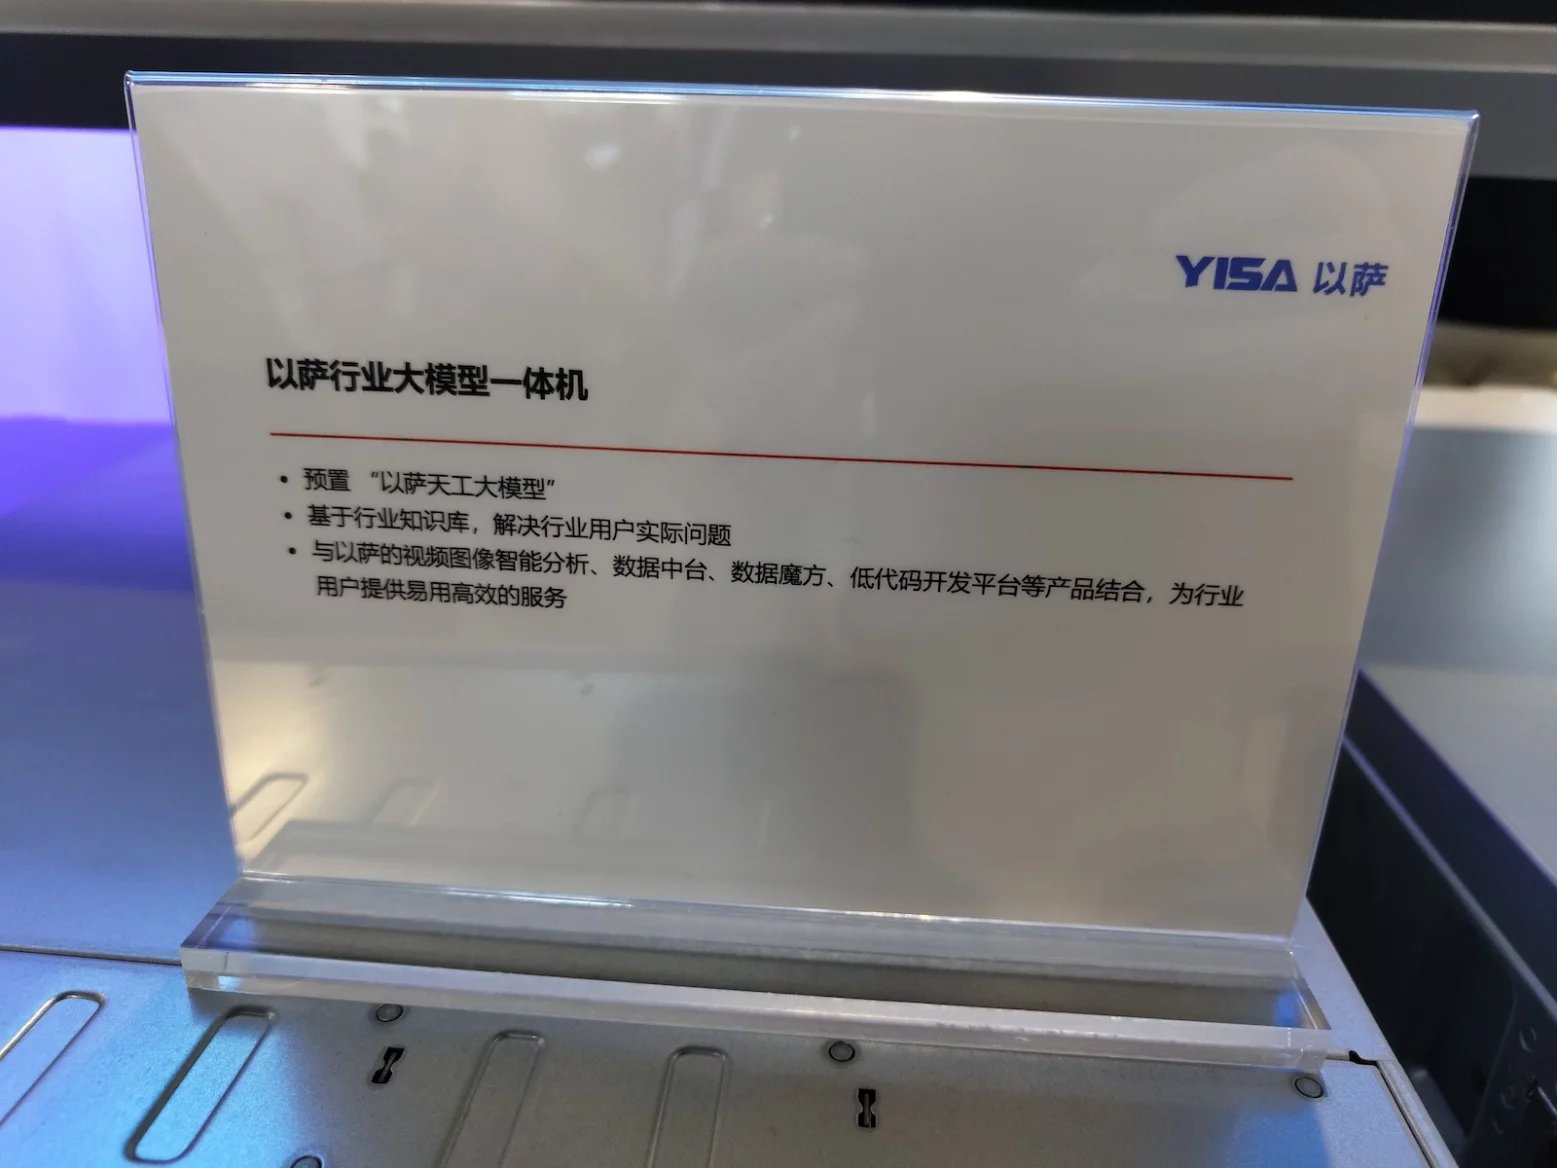 YISA 以萨
以萨行业大模型一体机
• 预置 “以萨天工大模型”
• 基于行业知识库，解决行业用户实际问题
• 与以萨的视频图像智能分析、数据中台、数据魔方、低代码开发平台等产品结合，为行业
用户提供易用高效的服务